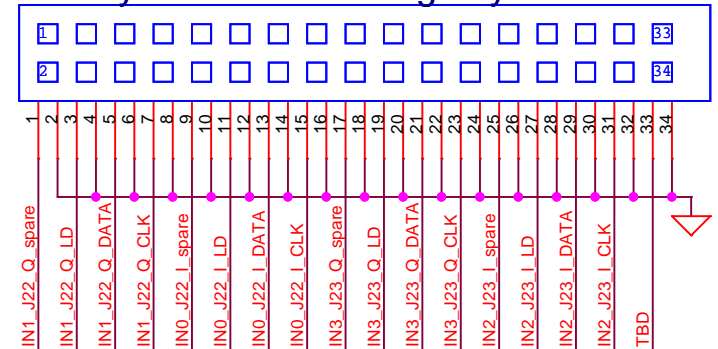 1
33
2
34
1
2
3
4
5
6
7
8
9
10
11
12
13
14
15
16
17
18
19
20
21
22
23
24
25
26
27
28
29
30
31
32
33
34
IN1_J22_Q_spare
IN1_J22_Q_LD
IN1_J22_Q_DATA
IN1_J22_Q_CLK
IN0_J22_I_spare
IN0_J22_I_LD
IN0_J22_I_DATA
IN0_J22_I_CLK
IN3_J23_Q_spare
IN3_J23_Q_LD
IN3_J23_Q_DATA
IN3_J23_Q_CLK
IN2_J23_I_spare
IN2_J23_I_LD
IN2_J23_I_DATA
IN2_J23_I_CLK
TBD